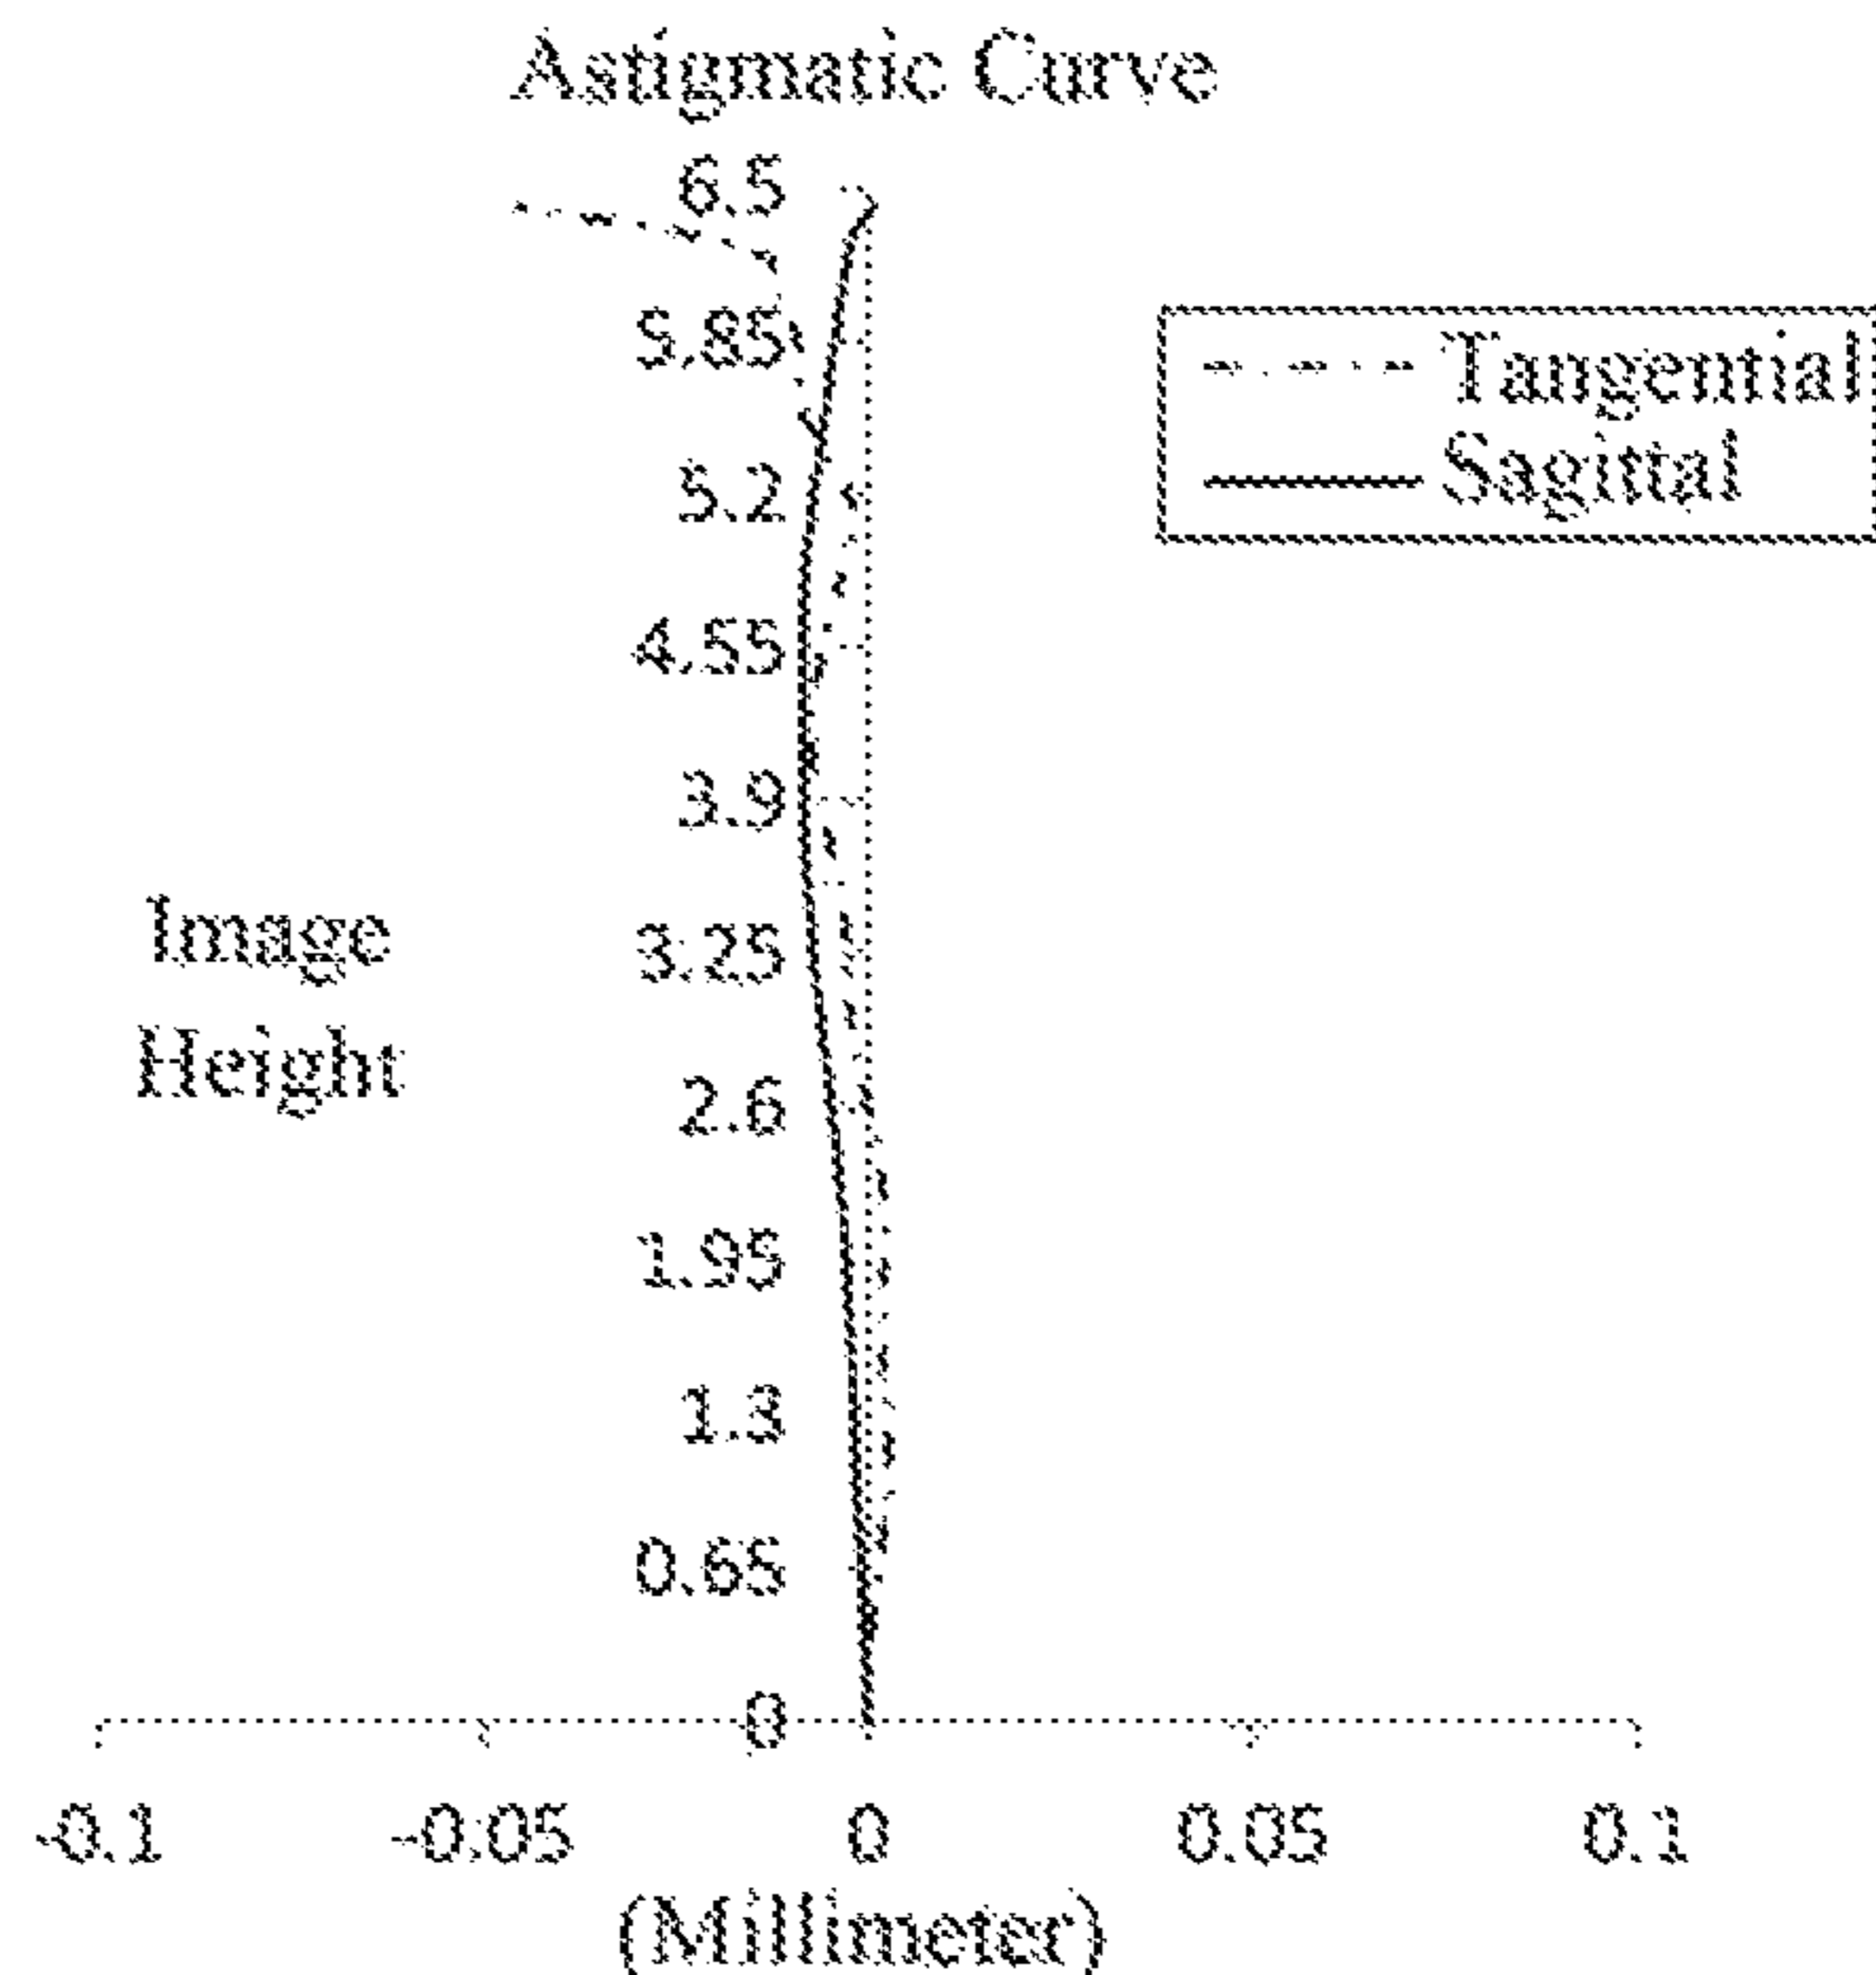 Astigmatic Curve
6.5
5.85
Tangential
Sagittal
5.2
4.55
3.9
Image
Height
3.25
2.6
1.95
1.3
0.65
0
-0.1 -0.05 0 0.05 0.1
(Millimeter)